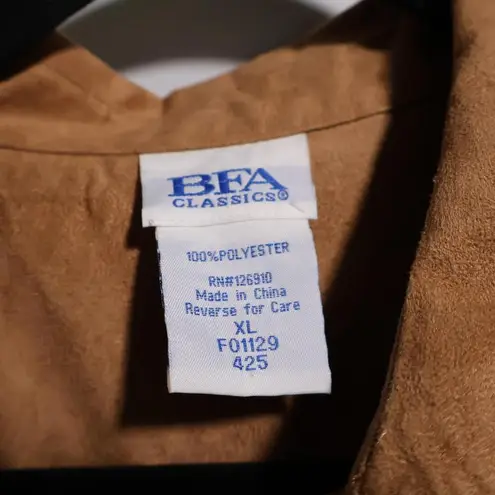 BFA
CLASSICS®
100%POLYESTER
RN#126910
Made in China
Reverse for Care
XL
F01129
425